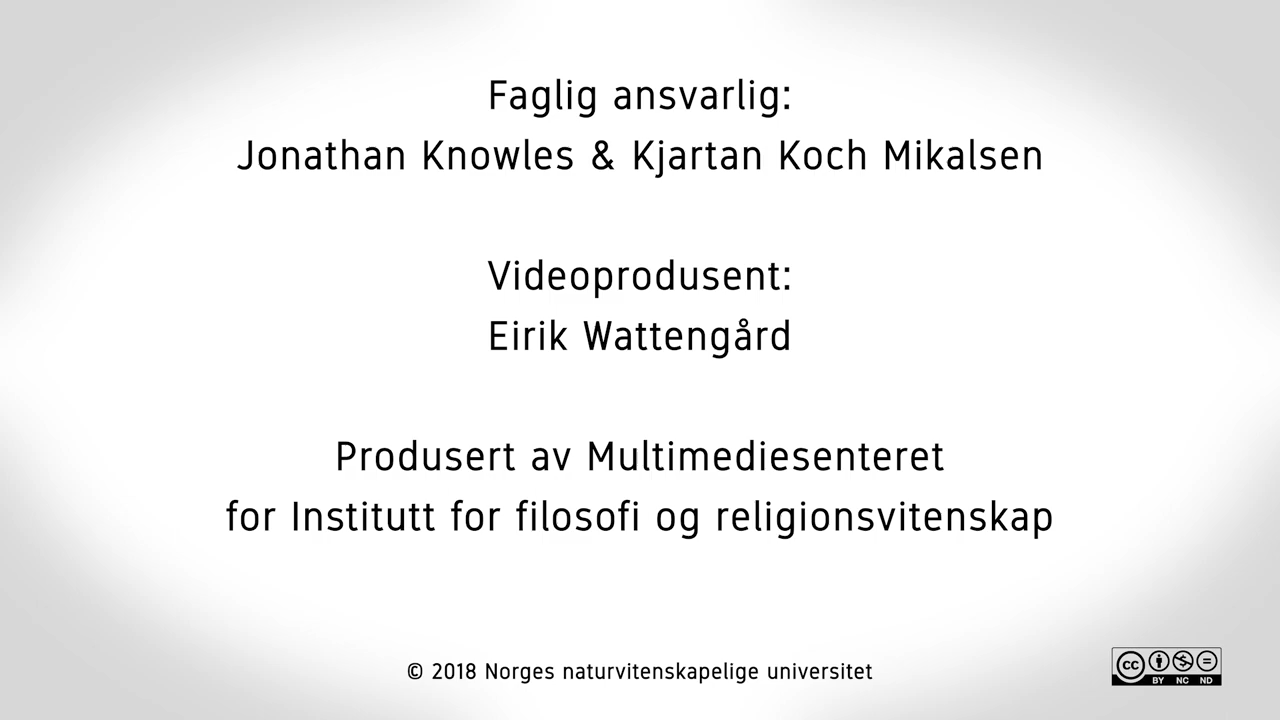 Faglig ansvarlig:
Jonathan Knowles & Kjartan Koch Mikalsen
Videoprodusent:
Eirik Wattengård
Produsert av Multimediesenteret
for Institutt for filosofi og religionsvitenskap
© 2018 Norges naturvitenskapelige universitet
cc
BY NC ND